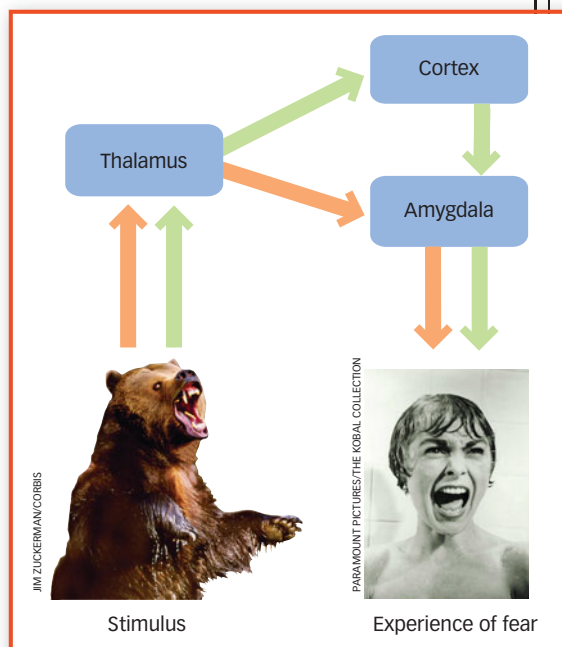 Cortex
Thalamus
Amygdala
JIM ZUCKERMAN/CORBIS
PARAMOUNT PICTURES/THE KOBAL COLLECTION
Stimulus
Experience of fear